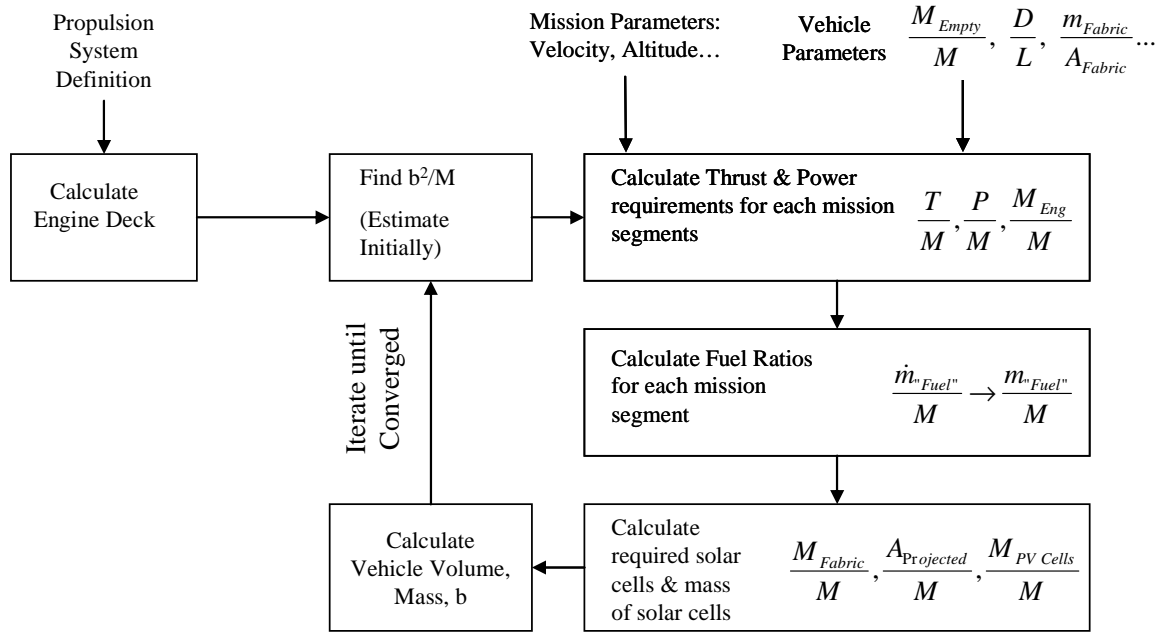 Propulsion
System
Definition
Mission Parameters:
Velocity, Altitude…
Vehicle
Parameters
M_Empty/M, D/L, m_Fabric/A_Fabric ...
Calculate
Engine Deck
Find b²/M
(Estimate
Initially)
Calculate Thrust & Power
requirements for each mission
segments
T/M, P/M, M_Eng/M
Calculate Fuel Ratios
for each mission
segment
ṁ_"Fuel"/M → m_"Fuel"/M
Iterate until
Converged
Calculate
Vehicle Volume,
Mass, b
Calculate
required solar
cells & mass
of solar cells
M_Fabric/M, A_Projected/M, M_PV Cells/M